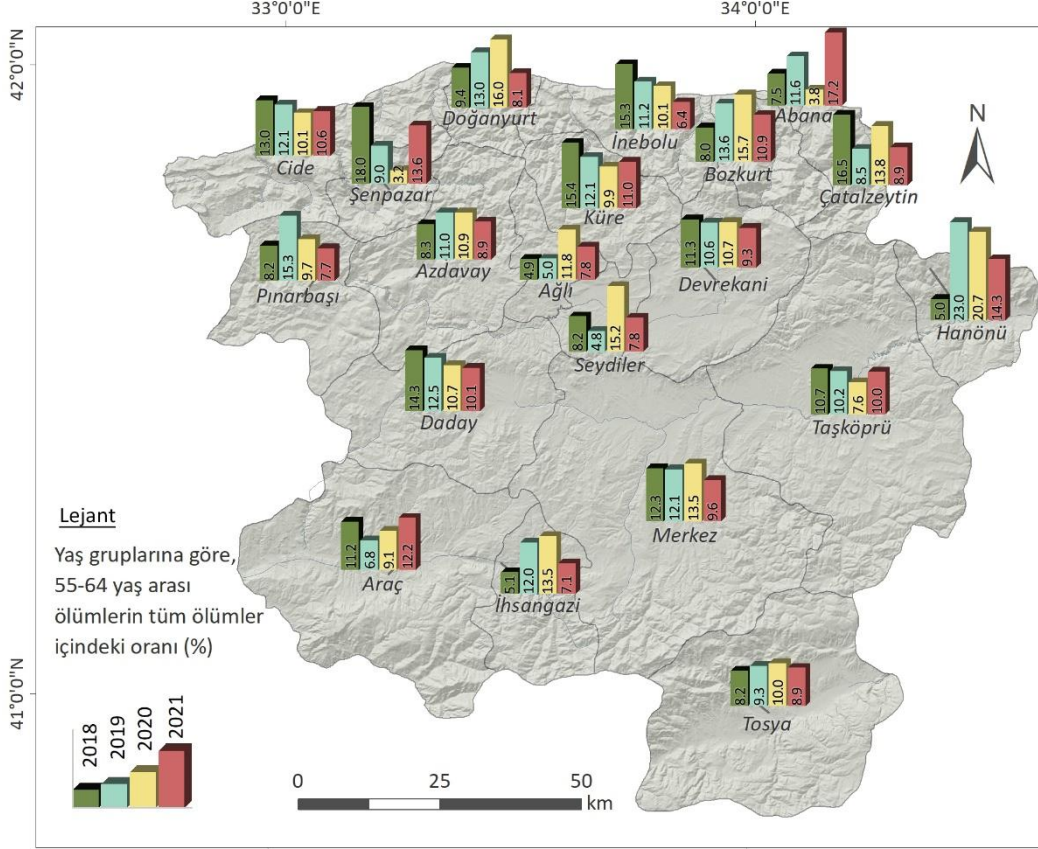 33°0'0"E
34°0'0"E
42°0'0"N
41°0'0"N
N
9.4 13.0 16.0 8.1
Doğanyurt
15.3 11.2 10.1 6.4
İnebolu
7.5 11.6 3.8 17.2
Abana
13.0 12.1 10.1 10.6
Cide
18.0 9.0 3.2 13.6
Şenpazar
8.0 13.6 15.7 10.9
Bozkurt
16.5 8.5 13.8 8.9
Çatalzeytin
15.4 12.1 9.9 11.0
Küre
8.2 15.3 9.7 7.7
Pınarbaşı
8.3 11.0 10.9 8.9
Azdavay
4.9 5.0 11.8 7.8
Ağlı
11.3 10.6 10.7 9.3
Devrekani
5.0 23.0 20.7 14.3
Hanönü
8.2 4.8 15.2 7.8
Seydiler
14.3 12.5 10.7 10.1
Daday
10.7 10.2 7.6 10.0
Taşköprü
12.3 12.1 13.5 9.6
Merkez
11.2 6.8 9.1 12.2
Araç
5.1 12.0 13.5 7.1
İhsangazi
8.2 9.3 10.0 8.9
Tosya
Lejant
Yaş gruplarına göre,
55-64 yaş arası
ölümlerin tüm ölümler
içindeki oranı (%)
2018 2019 2020 2021
0 25 50
km